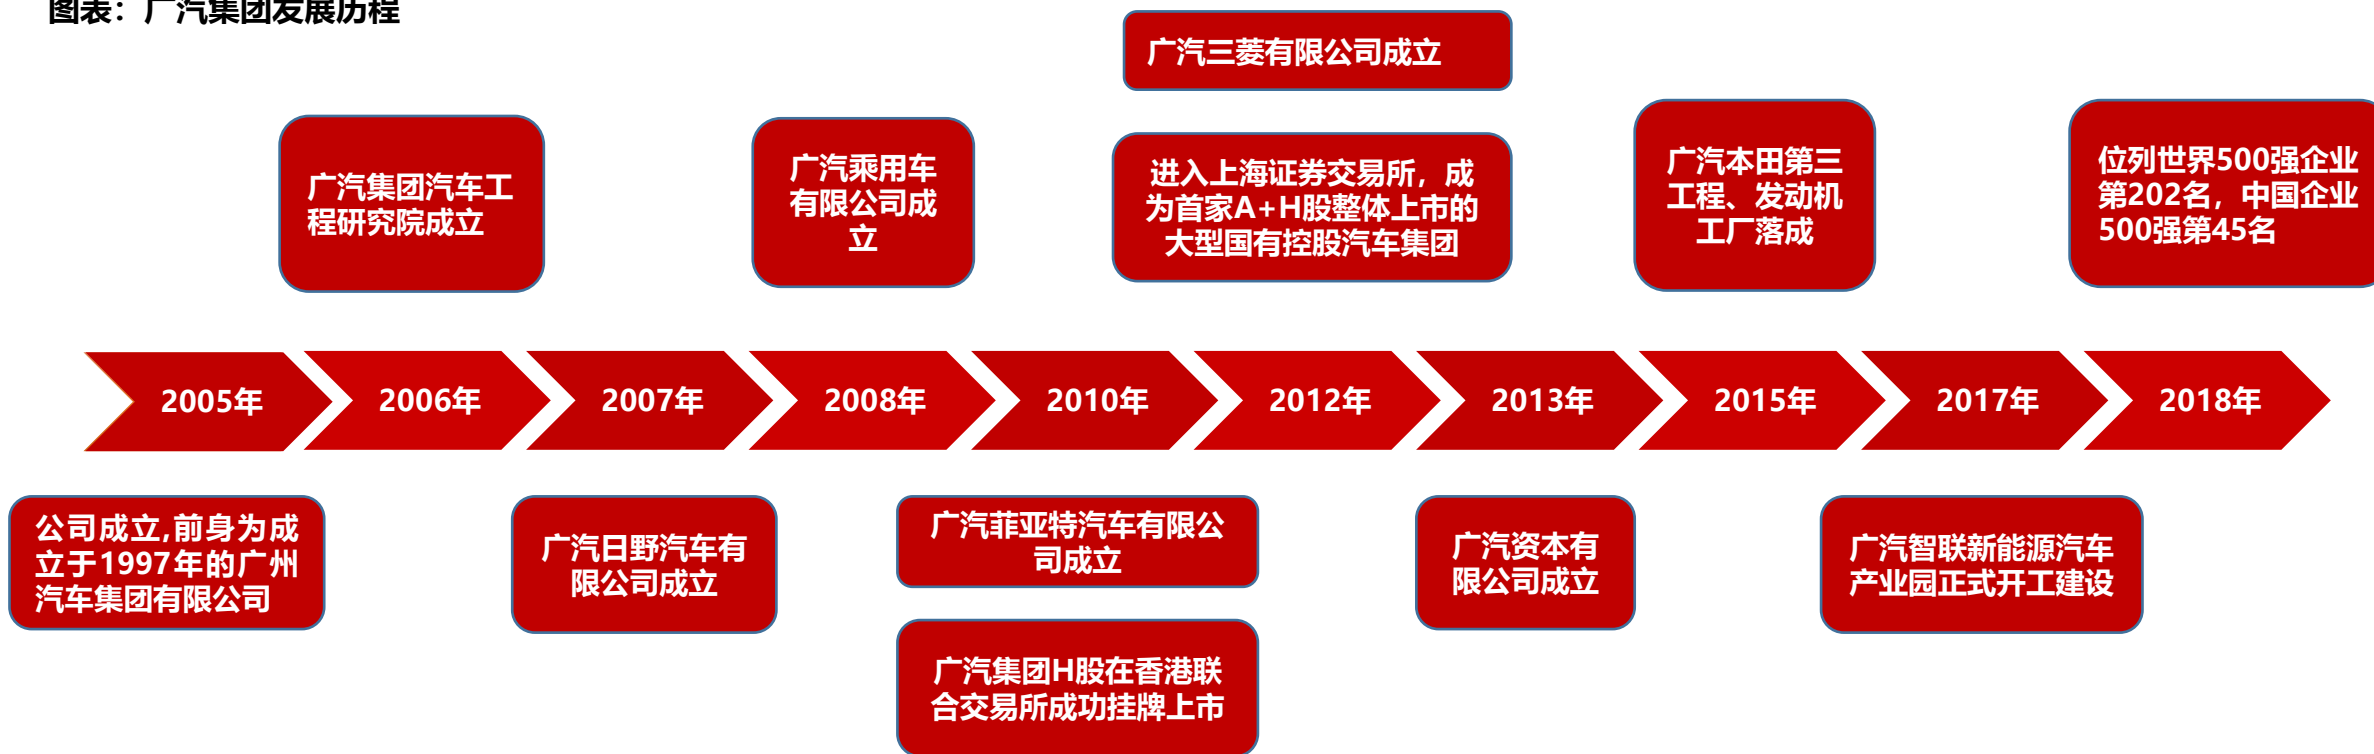 图表：广汽集团发展历程
广汽三菱有限公司成立
广汽集团汽车工
程研究院成立
广汽乘用车
有限公司成
立
进入上海证券交易所，成
为首家A+H股整体上市的
大型国有控股汽车集团
广汽本田第三
工程、发动机
工厂落成
位列世界500强企业
第202名，中国企业
500强第45名
2005年
2006年
2007年
2008年
2010年
2012年
2013年
2015年
2017年
2018年
公司成立,前身为成
立于1997年的广州
汽车集团有限公司
广汽日野汽车有
限公司成立
广汽菲亚特汽车有限公
司成立
广汽集团H股在香港联
合交易所成功挂牌上市
广汽资本有
限公司成立
广汽智联新能源汽车
产业园正式开工建设